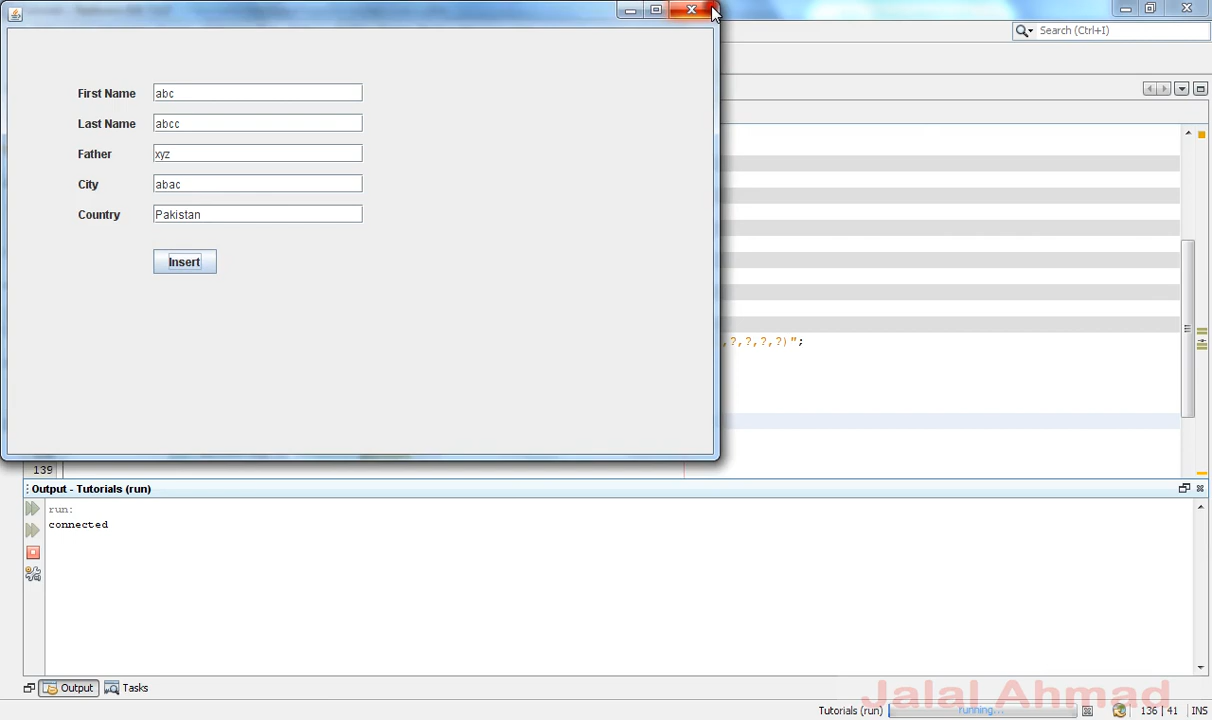 Search (Ctrl+I)
First Name abc
Last Name abcc
Father xyz
City abac
Country Pakistan
Insert
,?,?,?,?)";
139
Output - Tutorials (run)
run:
connected
Output Tasks
Jalal Ahmad
Tutorials (run) running... 136 | 41 INS